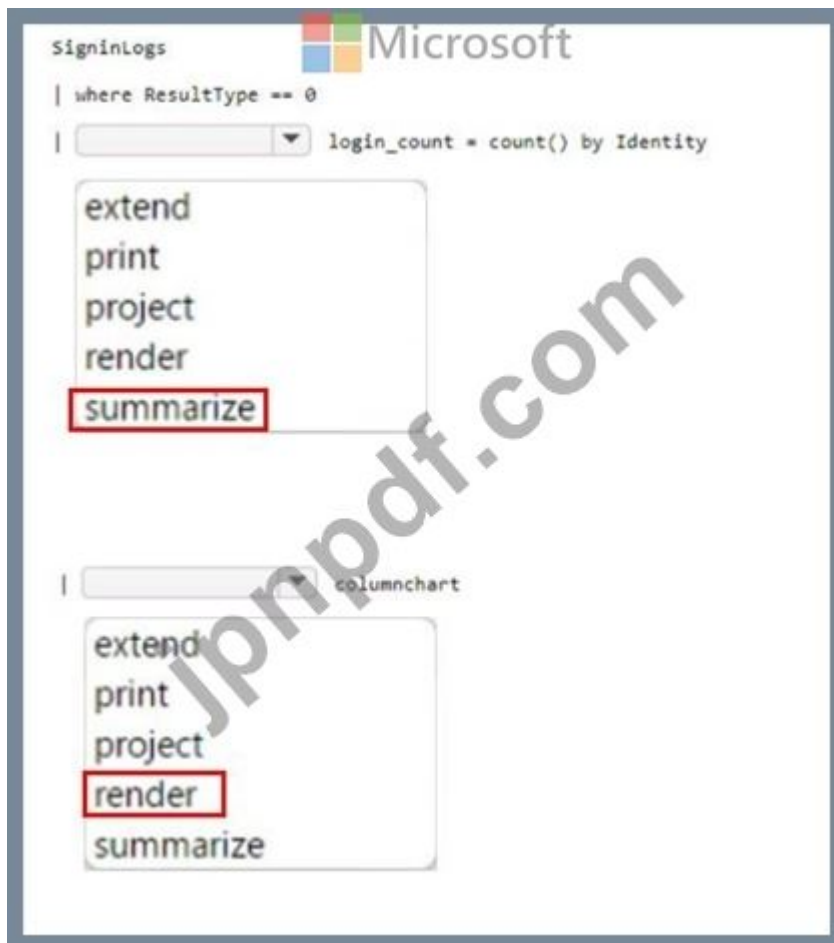 Microsoft
SigninLogs
| where ResultType == 0
| login_count = count() by Identity
extend
print
project
render
summarize
| columnchart
extend
print
project
render
summarize
jpnpdf.com